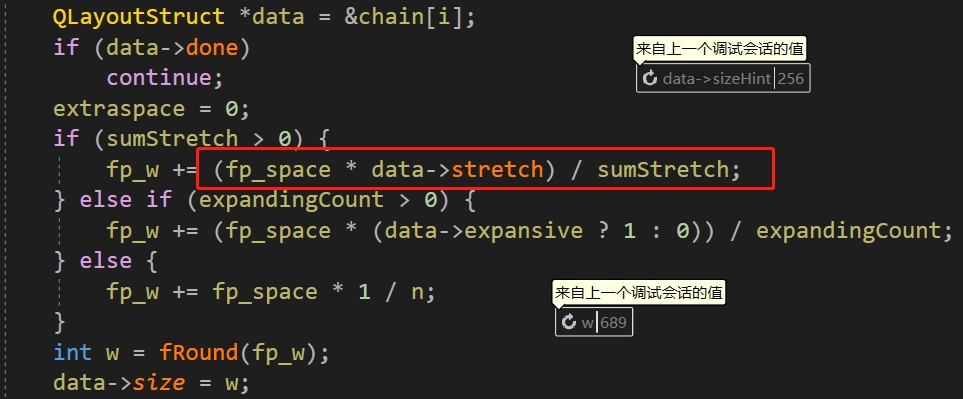 QLayoutStruct *data = &chain[i];
if (data->done)
来自上一个调试会话的值
continue;
data->sizeHint 256
extraspace = 0;
if (sumStretch > 0) {
fp_w += (fp_space * data->stretch) / sumStretch;
} else if (expandingCount > 0) {
fp_w += (fp_space * (data->expansive ? 1 : 0)) / expandingCount;
} else {
fp_w += fp_space * 1 / n;
来自上一个调试会话的值
}
w 689
int w = fRound(fp_w);
data->size = w;